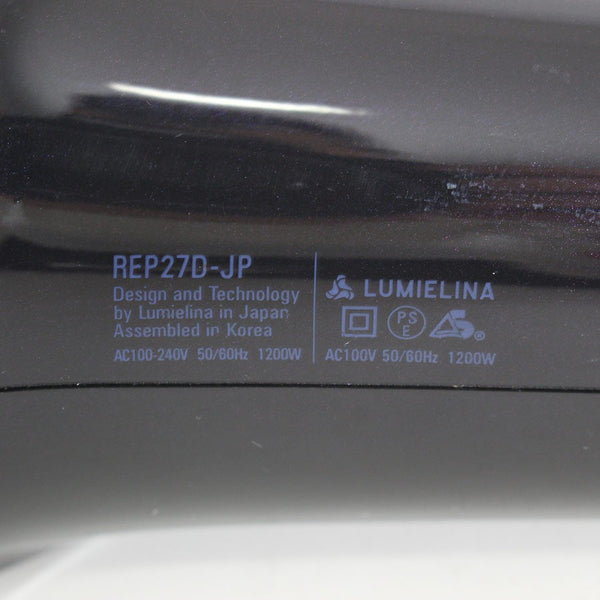 REP27D-JP
Design and Technology
by Lumielina in Japan
Assembled in Korea
AC100-240V 50/60Hz 1200W
LUMIELINA
PS
E
AC100V 50/60Hz 1200W